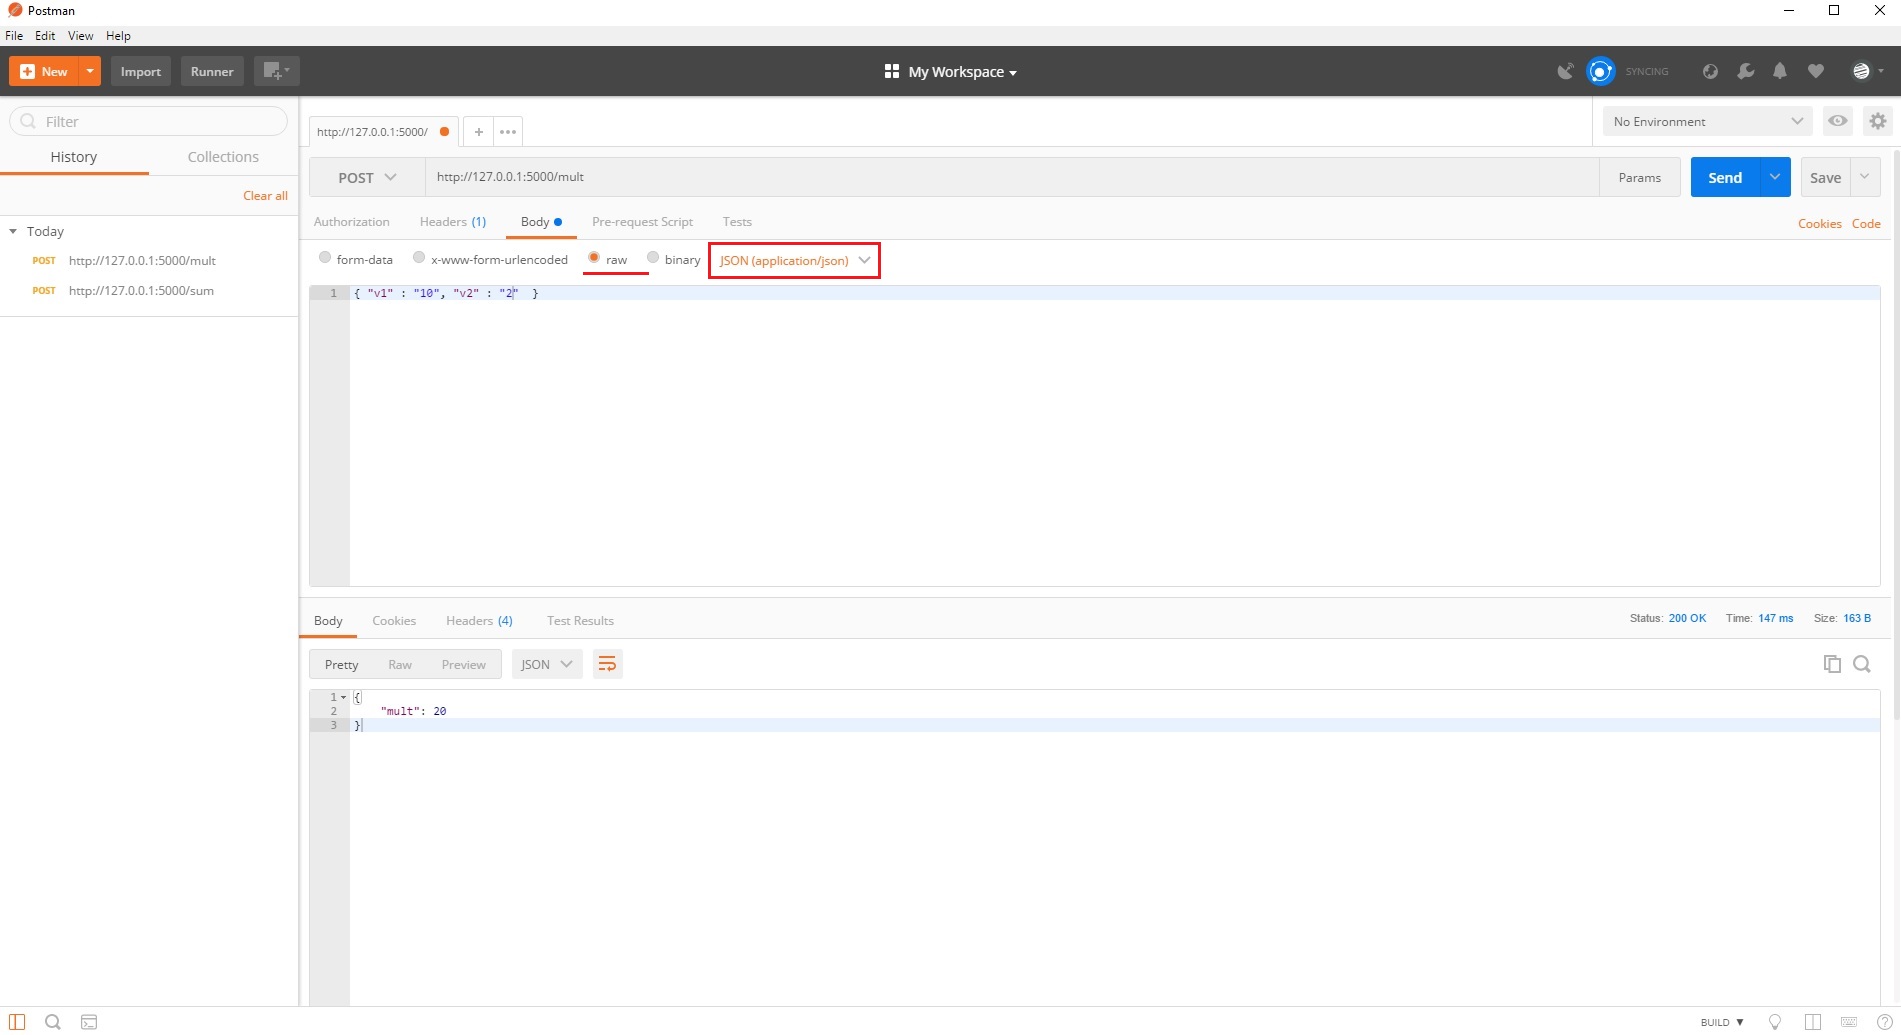 Postman
File Edit View Help
New Import Runner My Workspace SYNCING
Filter
History Collections
Clear all
Today
POST http://127.0.0.1:5000/mult
POST http://127.0.0.1:5000/sum
http://127.0.0.1:5000/ + No Environment
POST http://127.0.0.1:5000/mult Params Send Save
Authorization Headers (1) Body Pre-request Script Tests Cookies Code
form-data x-www-form-urlencoded raw binary JSON (application/json)
1 { "v1" : "10", "v2" : "2" }
Body Cookies Headers (4) Test Results Status: 200 OK Time: 147 ms Size: 163 B
Pretty Raw Preview JSON
1 {
2 "mult": 20
3 }
BUILD